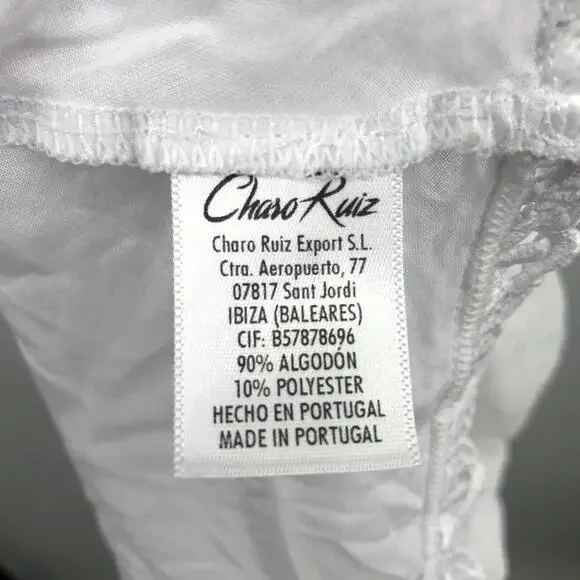 Charo Ruiz
Charo Ruiz Export S.L.
Ctra. Aeropuerto, 77
07817 Sant Jordi
IBIZA (BALEARES)
CIF: B57878696
90% ALGODÓN
10% POLYESTER
HECHO EN PORTUGAL
MADE IN PORTUGAL